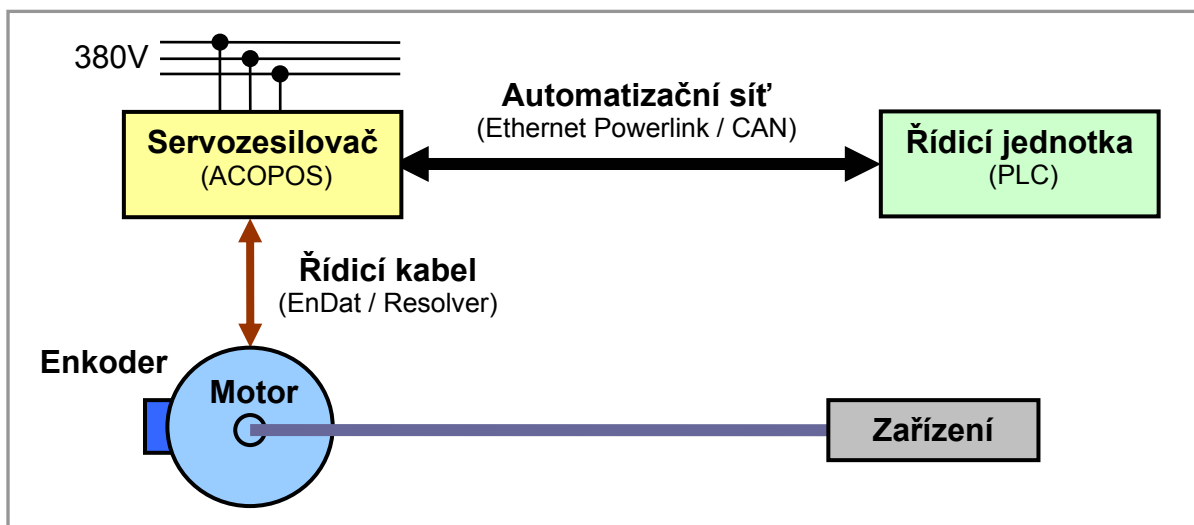 380V
Servozesilovač
(ACOPOS)
Automatizační síť
(Ethernet Powerlink / CAN)
Řídicí jednotka
(PLC)
Řídicí kabel
(EnDat / Resolver)
Enkoder
Motor
Zařízení